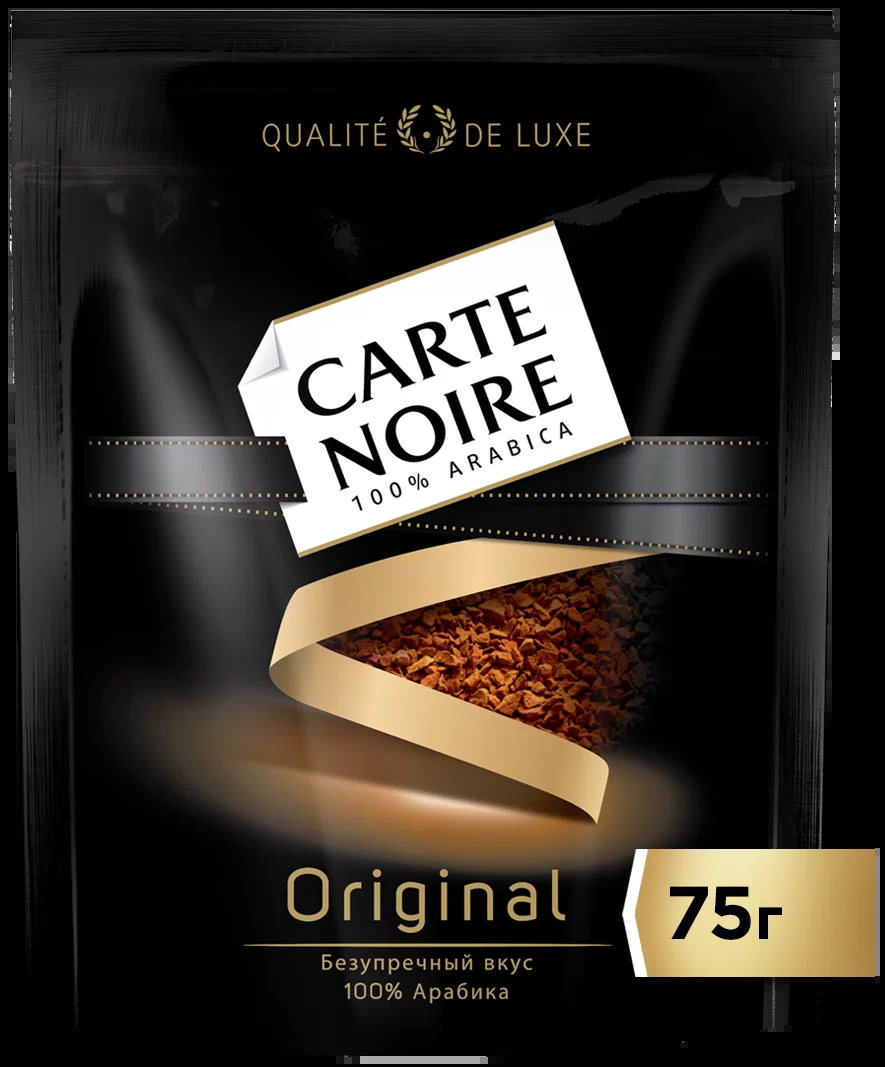 QUALITÉ DE LUXE
CARTE
NOIRE
100% ARABICA
Original
75г
Безупречный вкус
100% Арабика